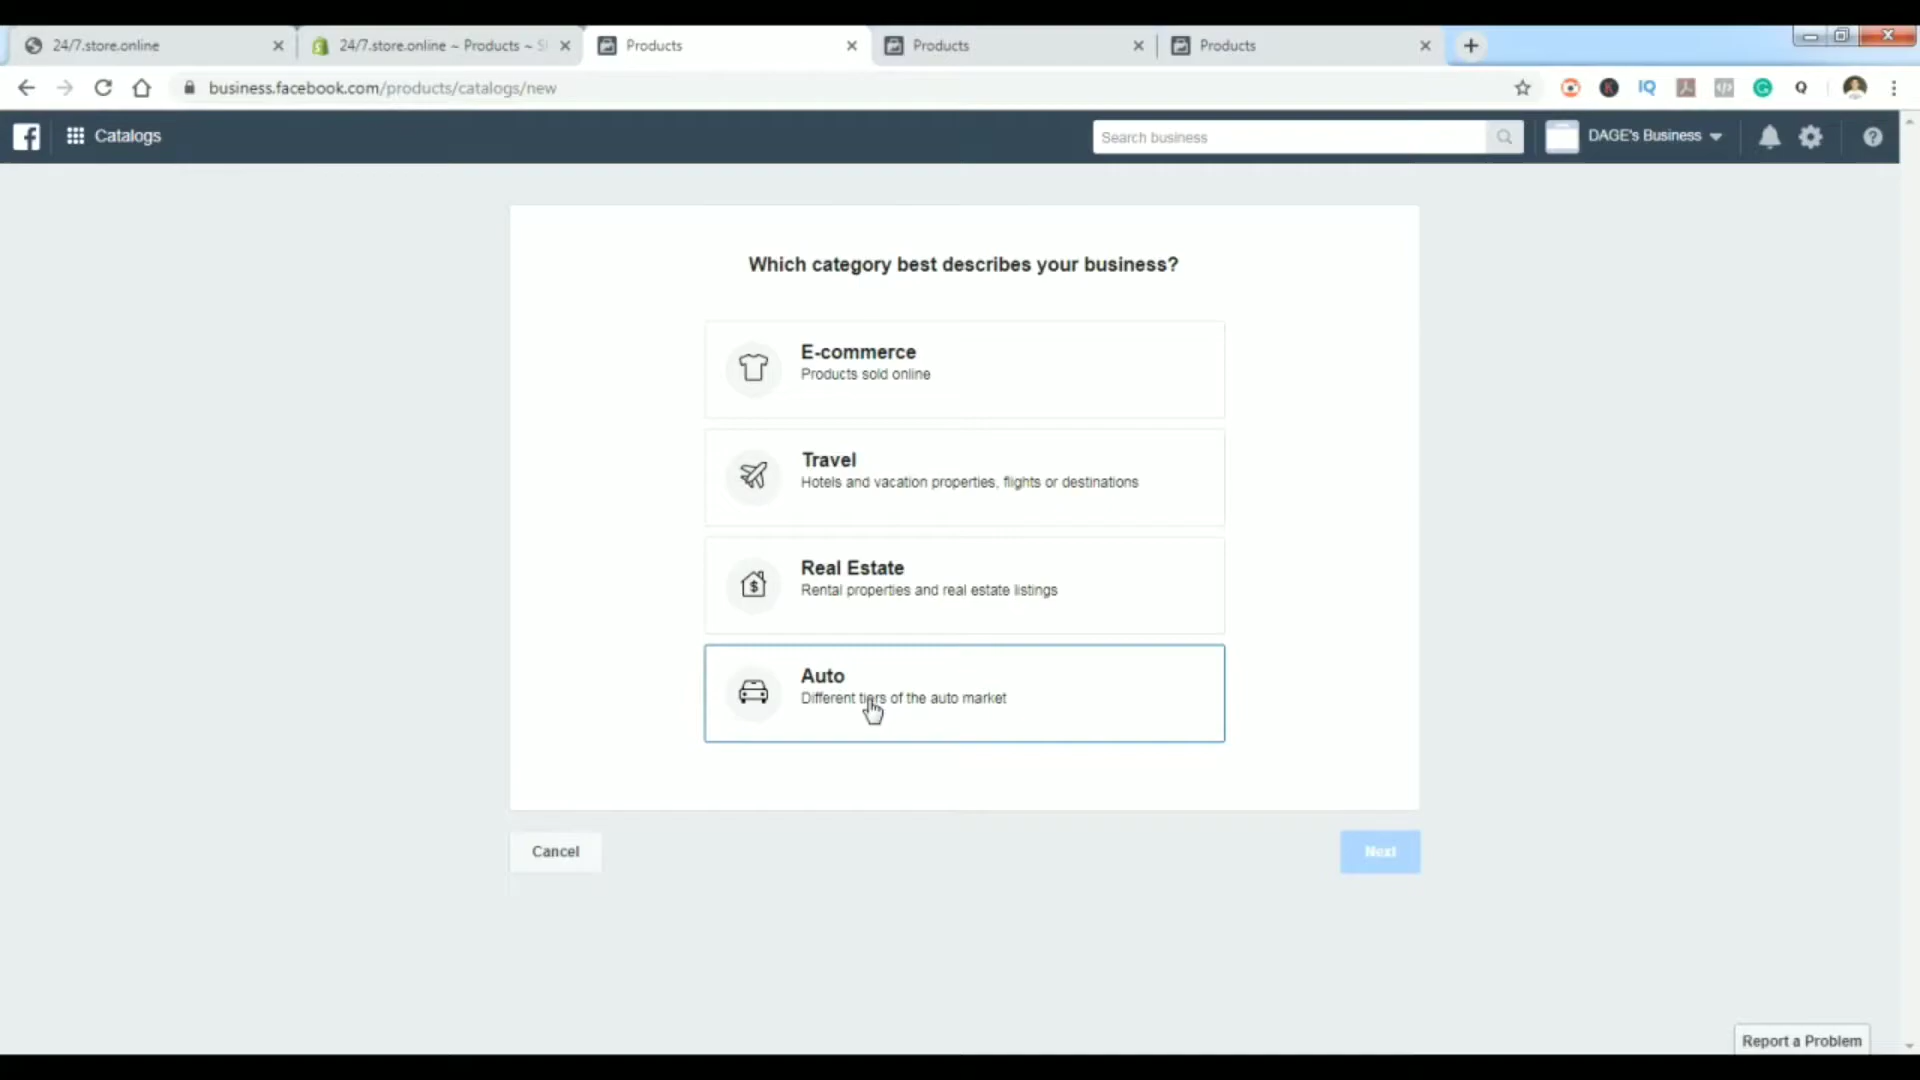 24/7.store.online
24/7.store.online ~ Products ~ S
Products
Products
Products
business.facebook.com/products/catalogs/new
IQ
Catalogs
Search business
DAGE's Business
Which category best describes your business?
E-commerce
Products sold online
Travel
Hotels and vacation properties, flights or destinations
Real Estate
Rental properties and real estate listings
Auto
Different tiers of the auto market
Cancel
Next
Report a Problem